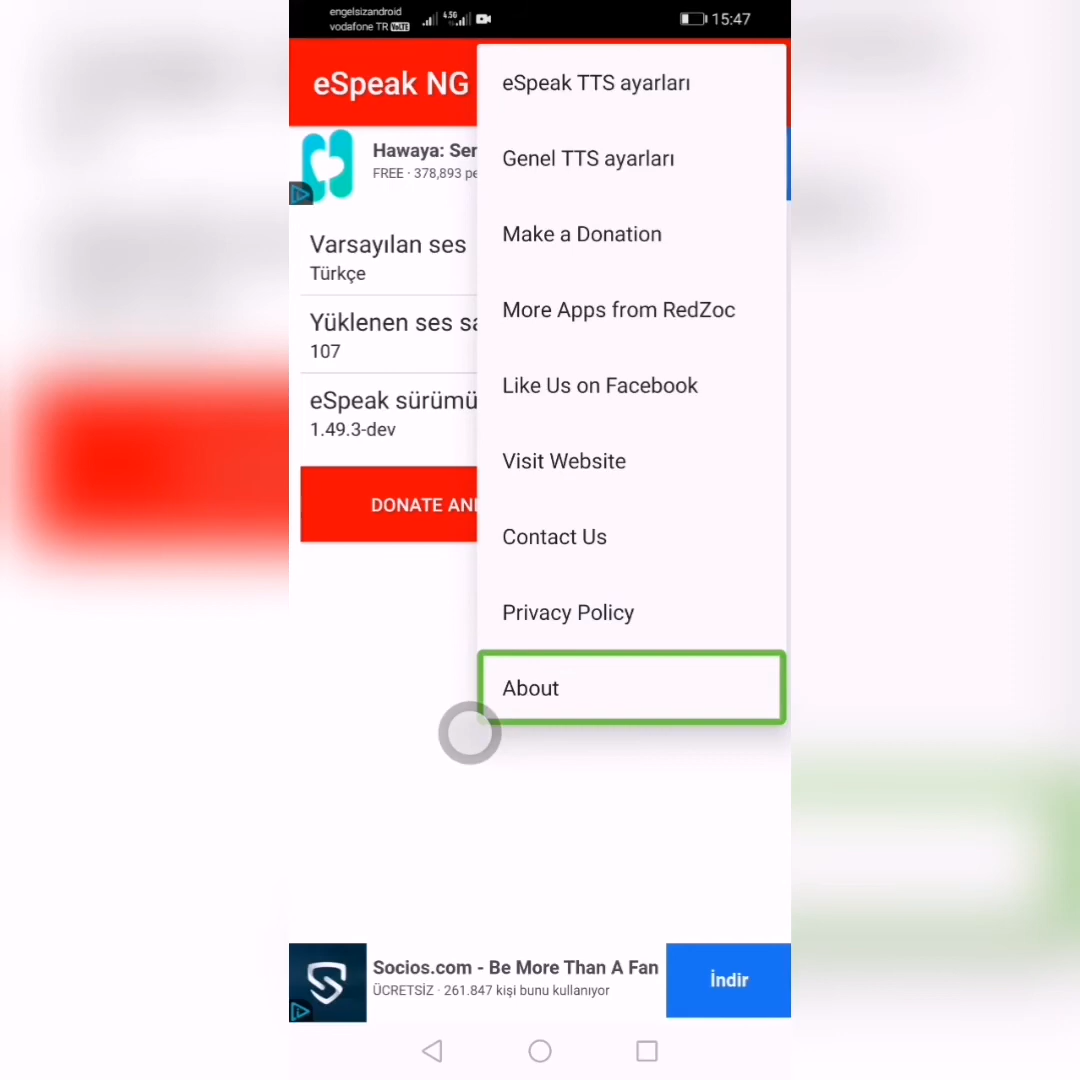 engelsizandroid
vodafone TR VoLTE
4.5G
15:47
eSpeak NG
Hawaya: Ser
FREE · 378,893 pe
Varsayılan ses
Türkçe
Yüklenen ses sa
107
eSpeak sürümü
1.49.3-dev
DONATE AN
eSpeak TTS ayarları
Genel TTS ayarları
Make a Donation
More Apps from RedZoc
Like Us on Facebook
Visit Website
Contact Us
Privacy Policy
About
Socios.com - Be More Than A Fan
ÜCRETSİZ · 261.847 kişi bunu kullanıyor
İndir